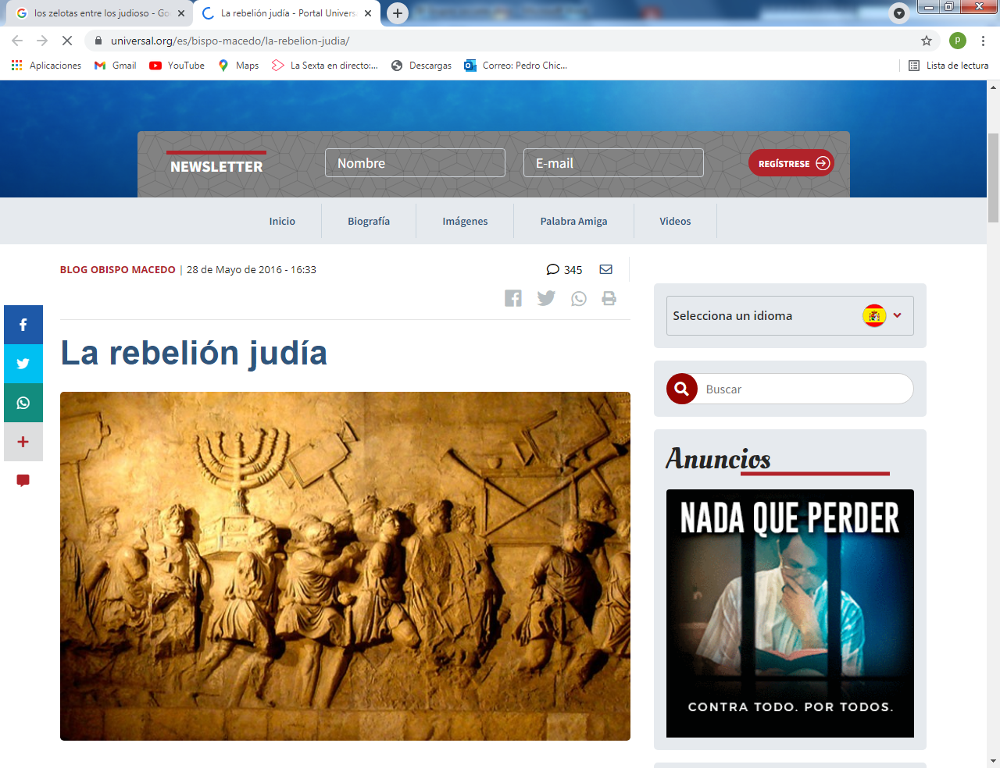 los zelotas entre los judioso - Go
La rebelión judía - Portal Univers
universal.org/es/bispo-macedo/la-rebelion-judia/
p
Aplicaciones
Gmail
YouTube
Maps
La Sexta en directo:...
Descargas
Correo: Pedro Chic...
Lista de lectura
NEWSLETTER
Nombre
E-mail
REGÍSTRESE
Inicio
Biografía
Imágenes
Palabra Amiga
Videos
BLOG OBISPO MACEDO | 28 de Mayo de 2016 - 16:33
345
La rebelión judía
Selecciona un idioma
Buscar
Anuncios
NADA QUE PERDER
CONTRA TODO. POR TODOS.